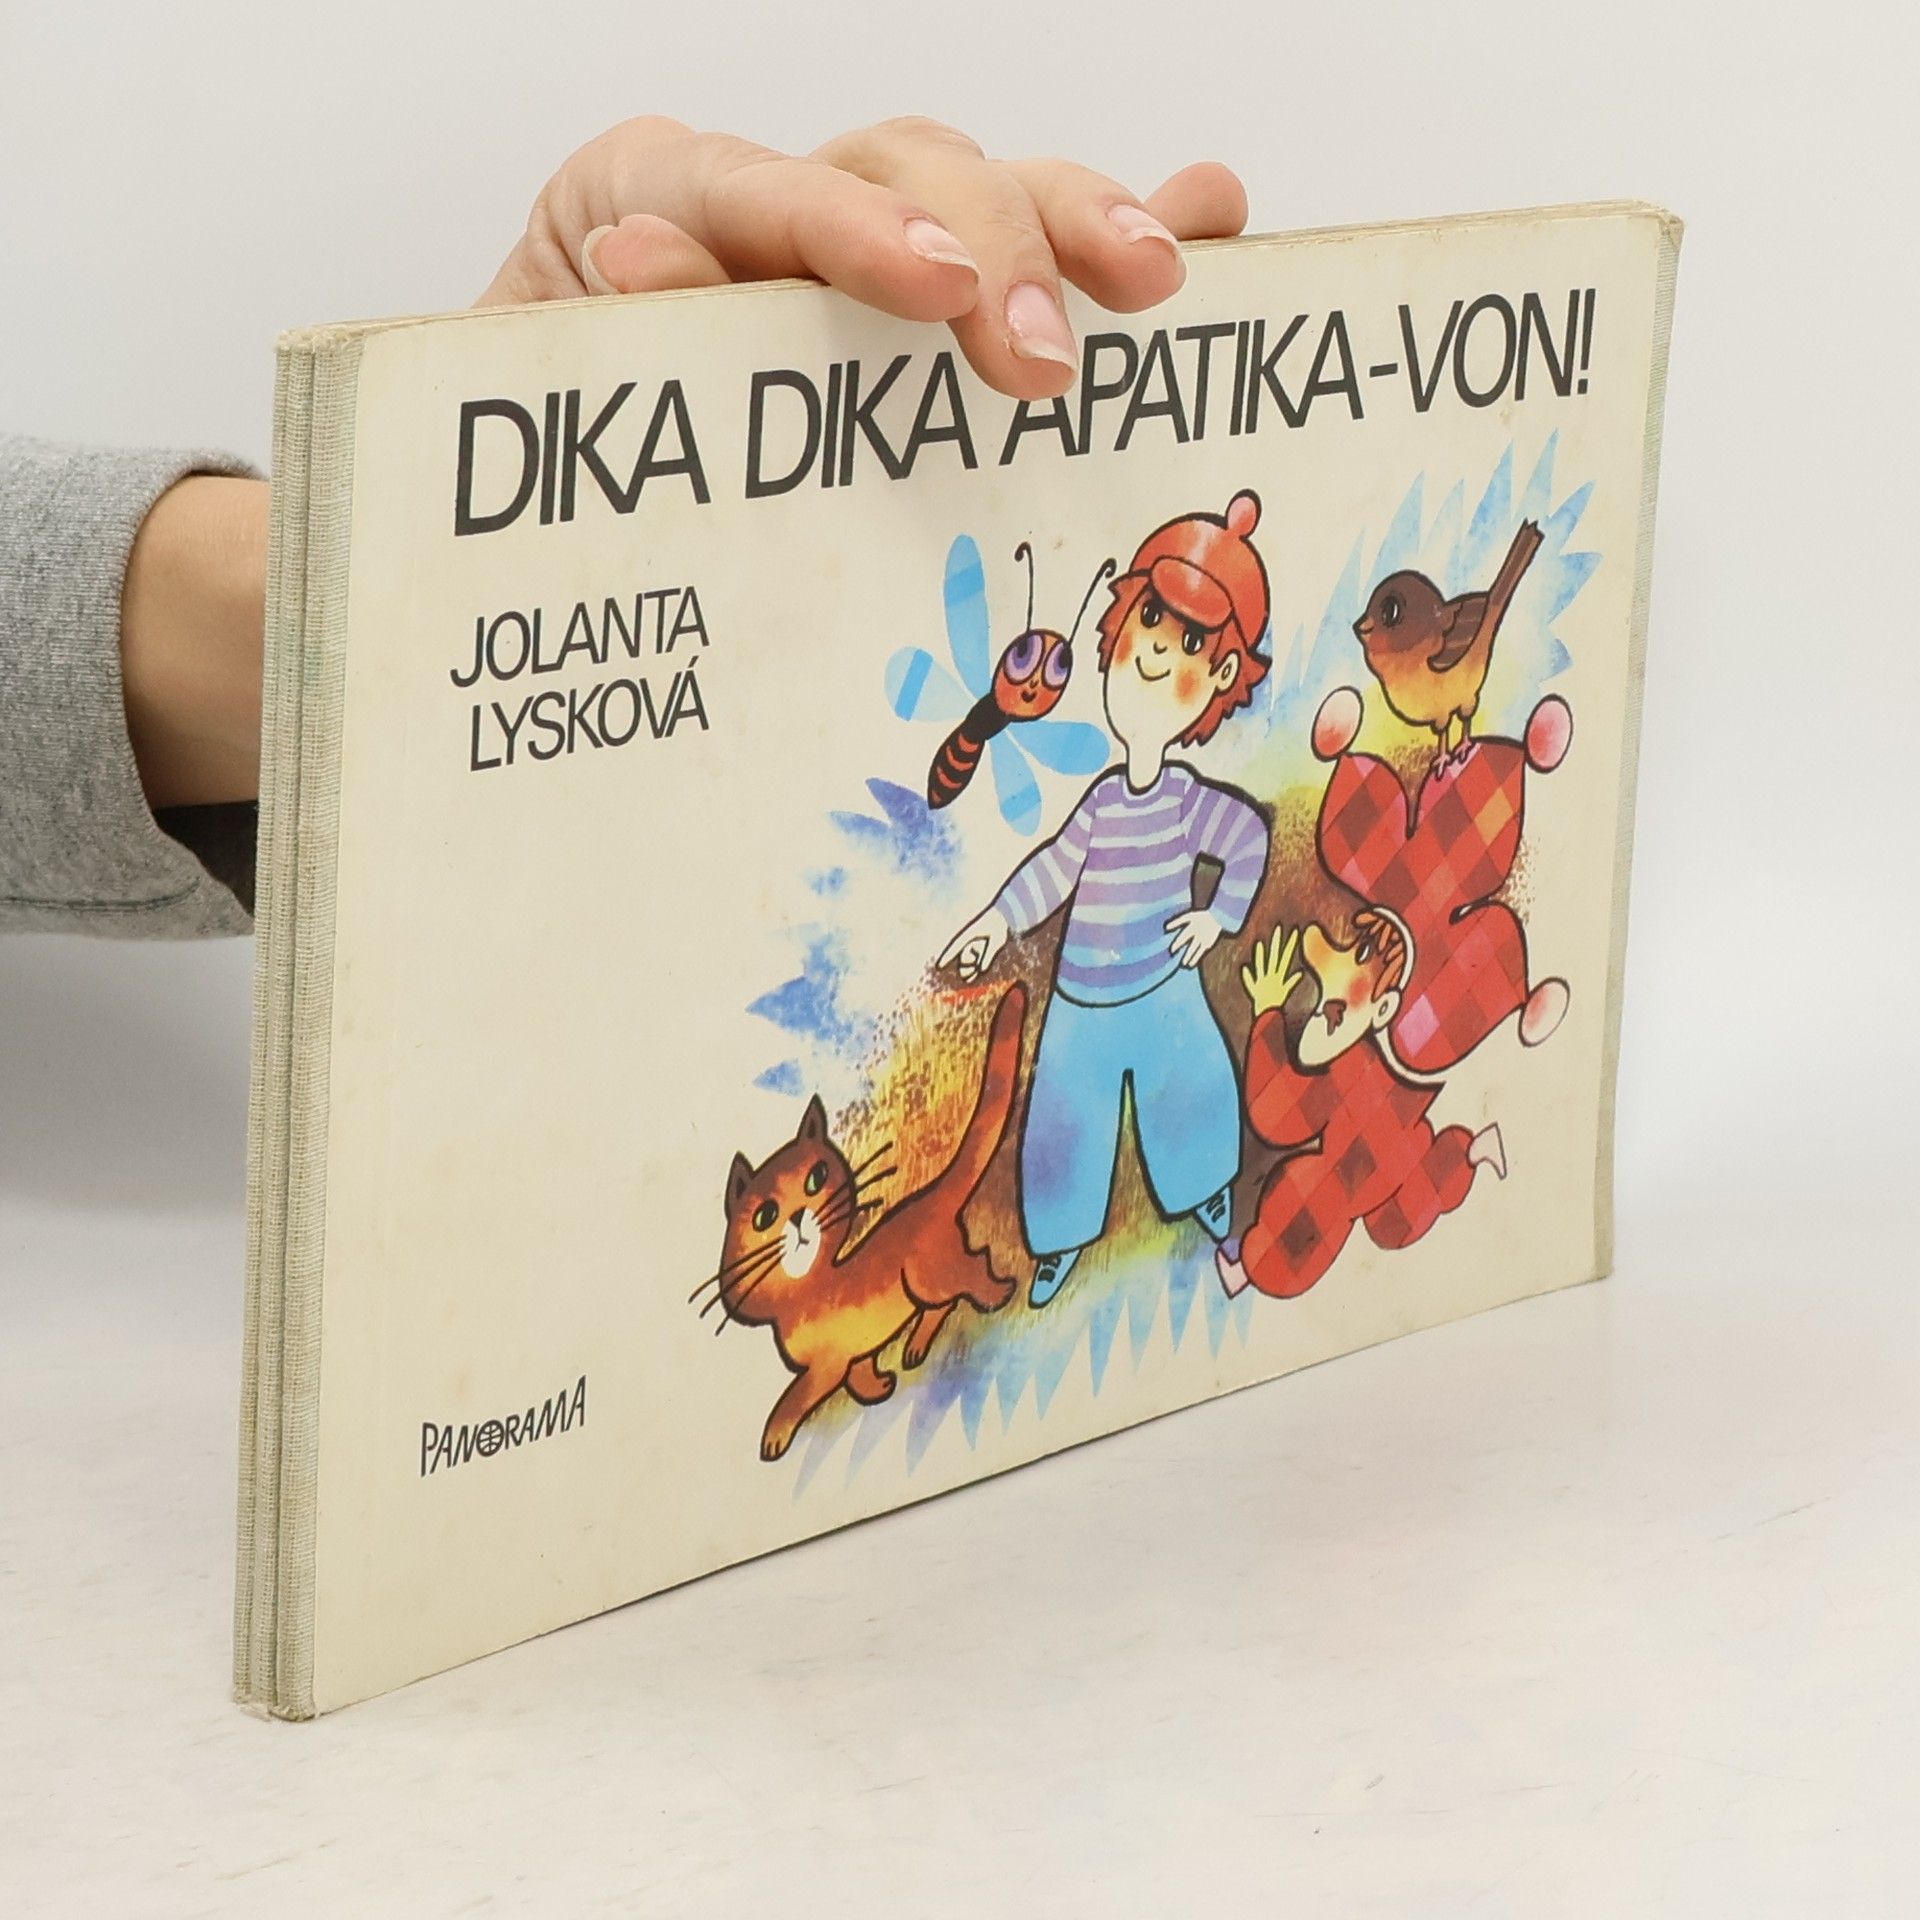 DIKA DIKA APATIKA-VON!
JOLANTA
LYSKOVÁ
PANORAMA